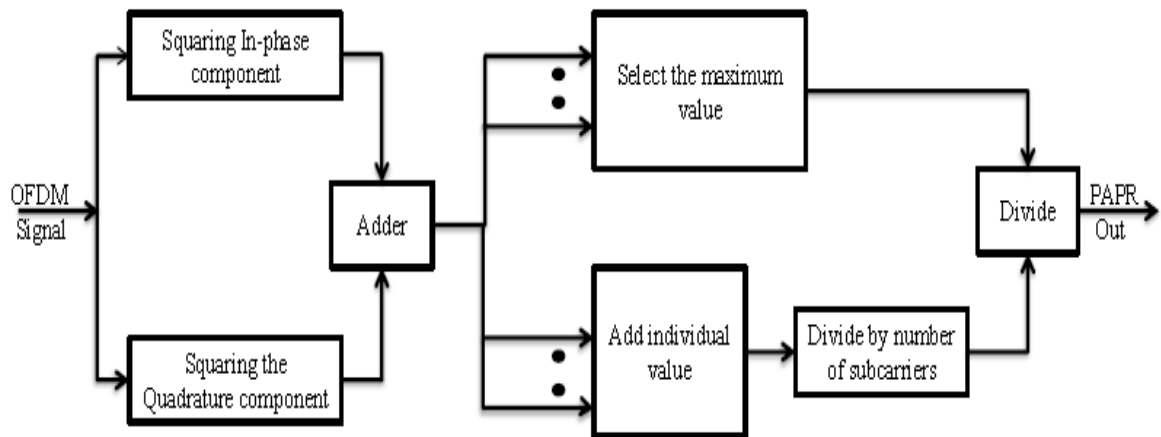 Squaring In-phase
component
Select the maximum
value
OFDM
Signal
Adder
Divide
PAPR
Out
Squaring the
Quadrature component
Add individual
value
Divide by number
of subcarriers